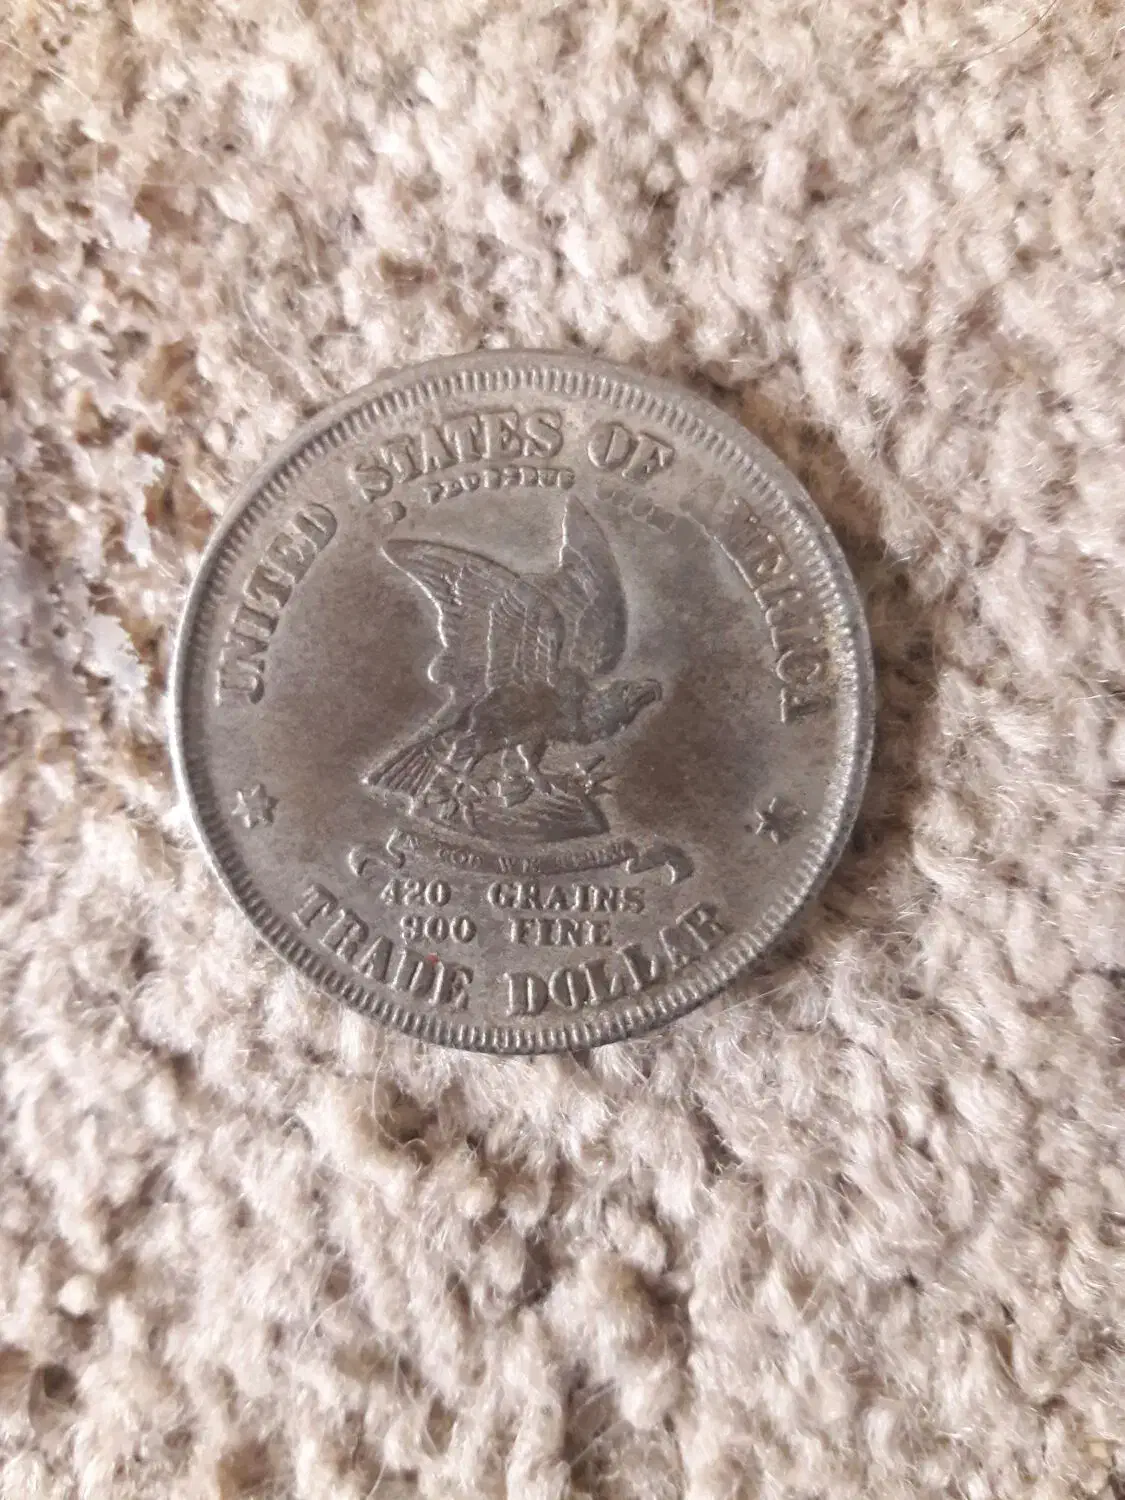 UNITED STATES OF AMERICA
420 GRAINS
900 FINE
TRADE DOLLAR